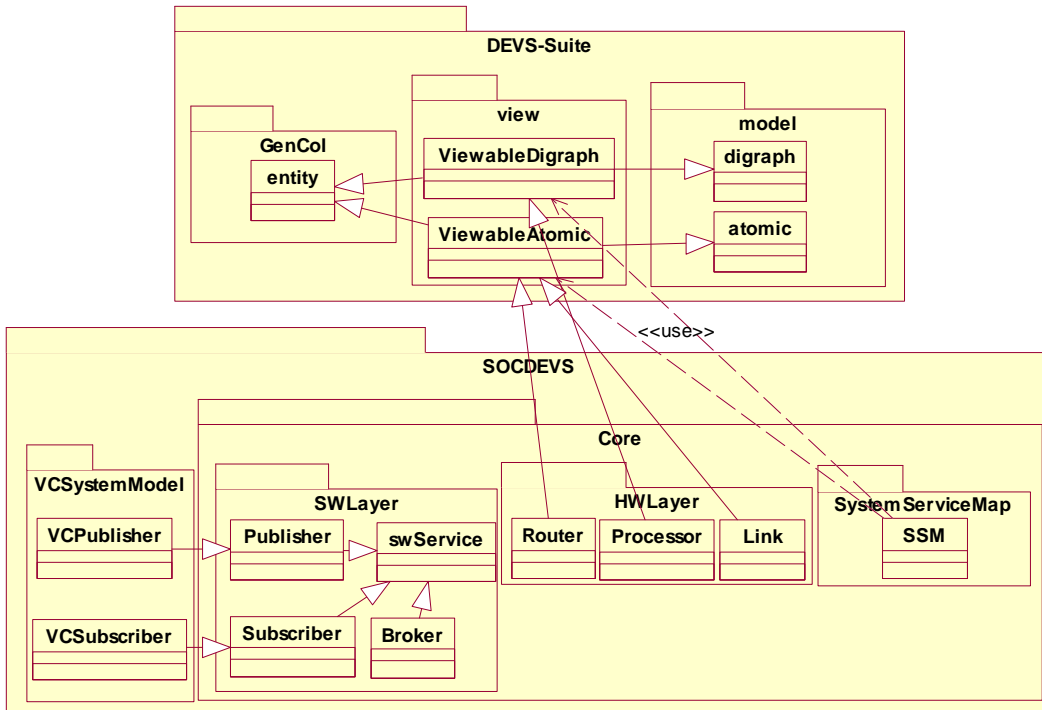 DEVS-Suite
view
model
GenCol
ViewableDigraph
digraph
entity
ViewableAtomic
atomic
<<use>>
SOCDEVS
Core
VCSystemModel
SWLayer
HWLayer
SystemServiceMap
VCPublisher
Publisher
swService
Router
Processor
Link
SSM
VCSubscriber
Subscriber
Broker